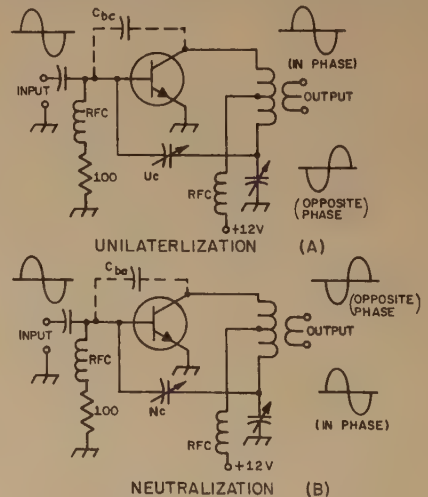 Cbc
(IN PHASE)
INPUT
RFC
OUTPUT
100
Uc
RFC
(OPPOSITE)
PHASE
+12V
UNILATERLIZATION (A)
Cba
(OPPOSITE)
PHASE
INPUT
RFC
OUTPUT
100
Nc
(IN PHASE)
RFC
+12V
NEUTRALIZATION (B)